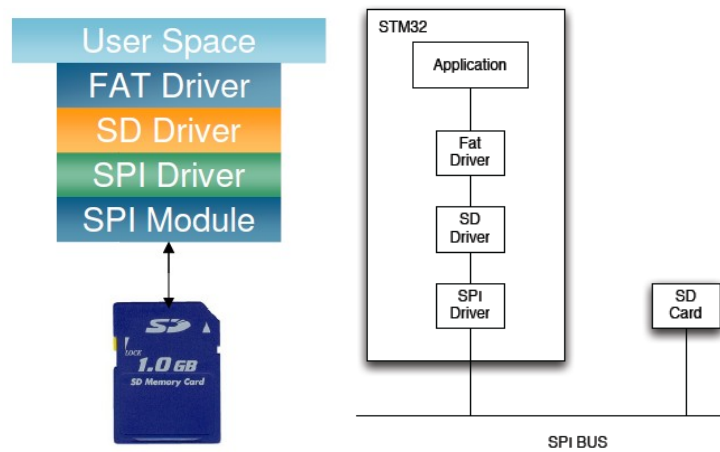 User Space
FAT Driver
SD Driver
SPI Driver
SPI Module
SD
LOCK
1.0 GB
SD Memory Card
STM32
Application
Fat
Driver
SD
Driver
SPI
Driver
SD
Card
SPI BUS